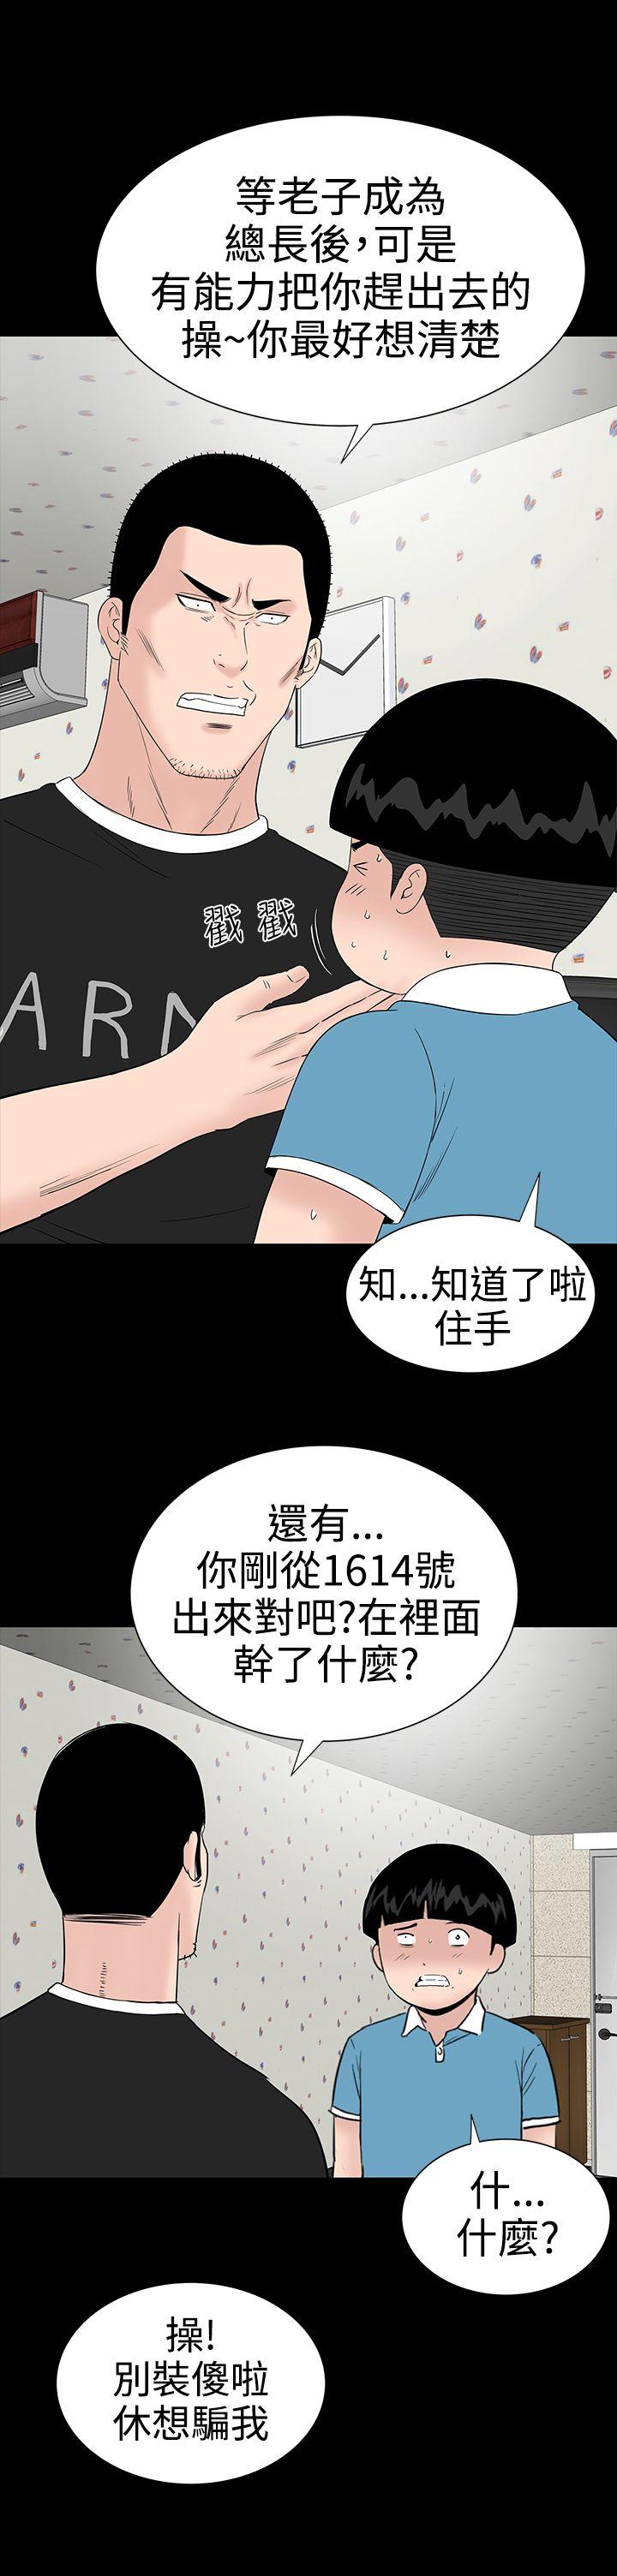 等老子成為
總長後，可是
有能力把你趕出去的
操~你最好想清楚
戳 戳
ARN
知...知道了啦
住手
還有...
你剛從1614號
出來對吧?在裡面
幹了什麼?
什...
什麼?
操!
別裝傻啦
休想騙我